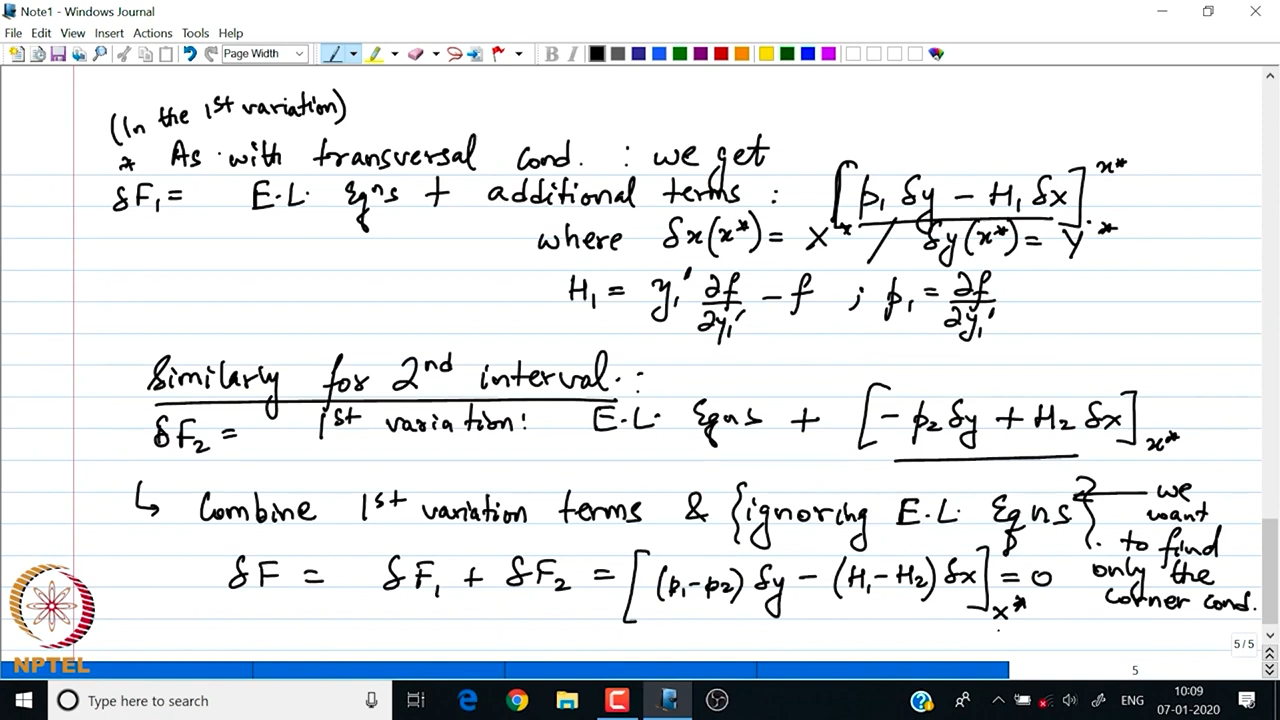 Note1 - Windows Journal
File Edit View Insert Actions Tools Help
Page Width
(In the 1st variation)
* As with transversal cond. : we get
δF₁ = E.L. Eqns + additional terms : [p₁ δy − H₁ δx]^x*
where δx(x*) = X* / δy(x*) = Y*
H₁ = y₁' ∂f/∂y₁' − f ; p₁ = ∂f/∂y₁'
Similarly for 2nd interval. :
δF₂ = 1st variation: E.L. Eqns + [− p₂ δy + H₂ δx]_x*
↳ Combine 1st variation terms & {ignoring E.L. Eqns} ← we want to find only the corner cond.
δF = δF₁ + δF₂ = [(p₁−p₂) δy − (H₁−H₂) δx]_x* = 0
5/5
NPTEL
5
Type here to search
ENG
10:09
07-01-2020